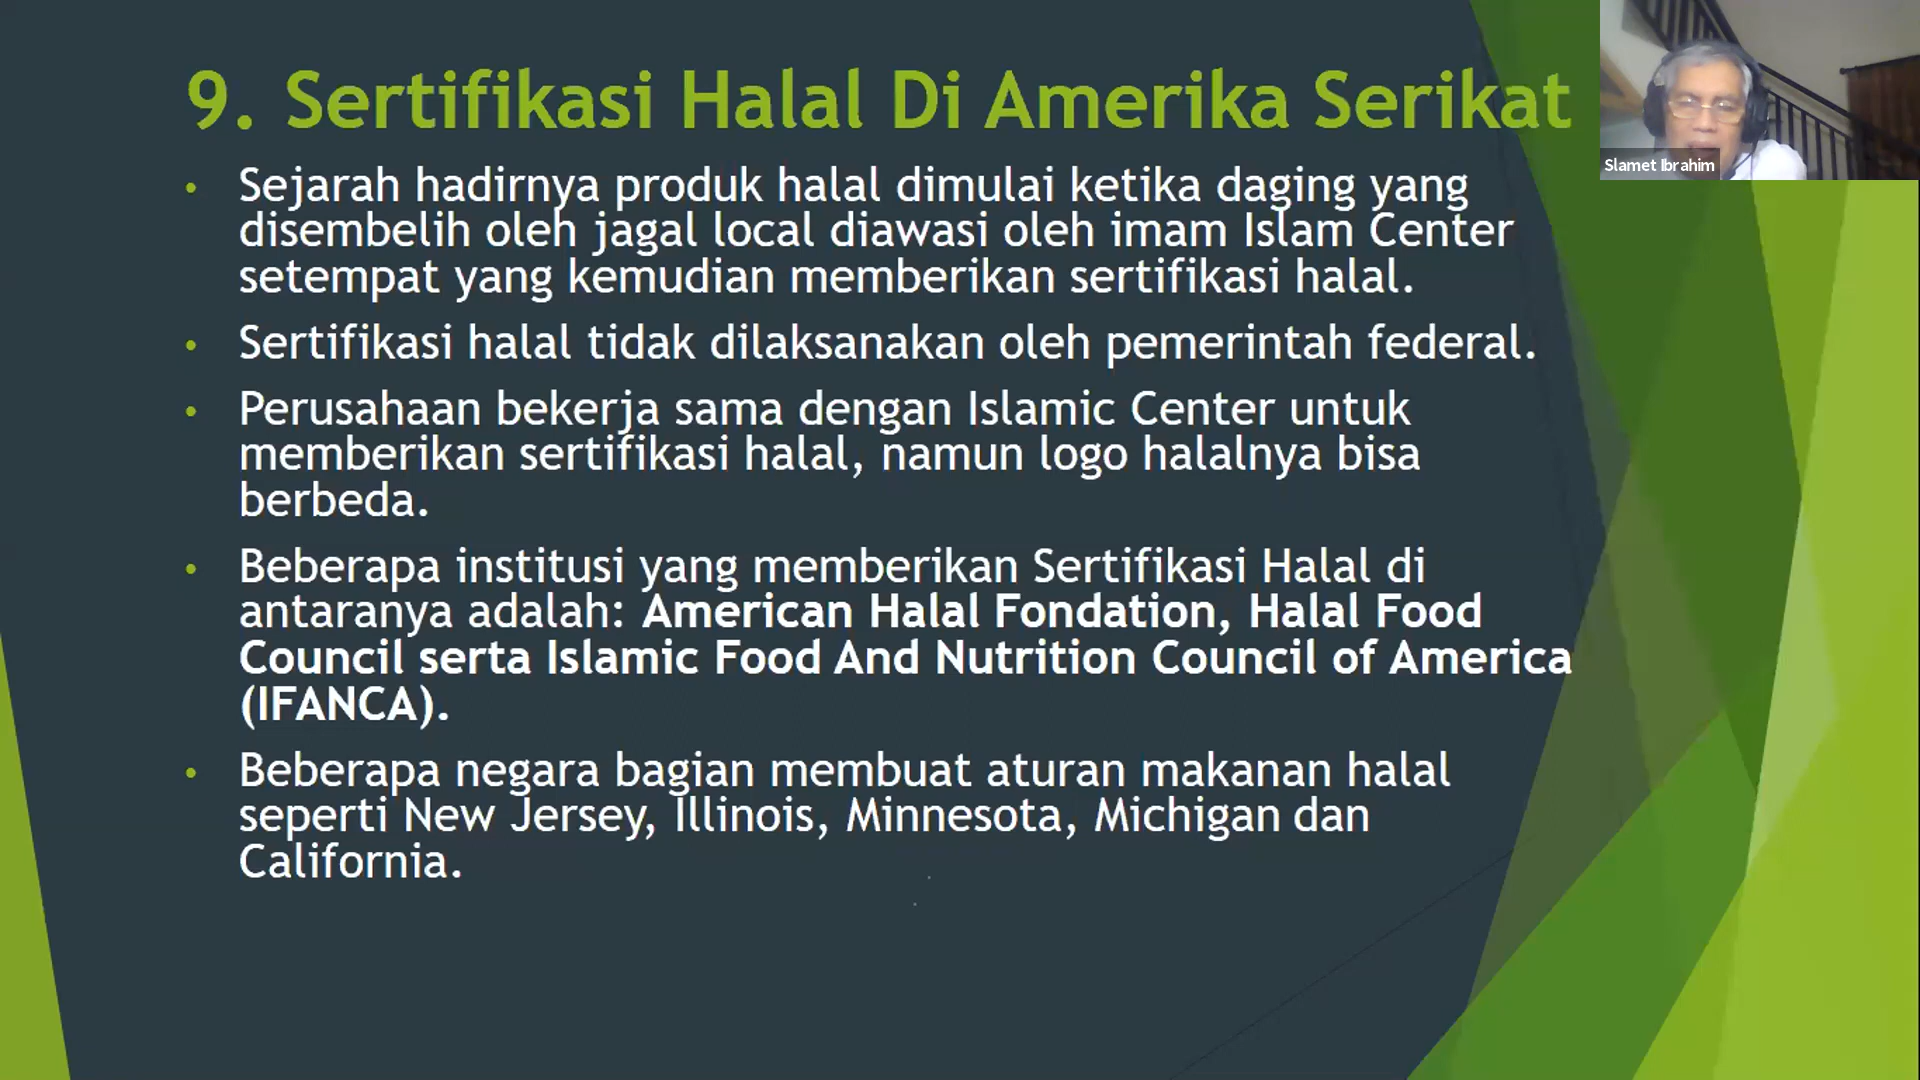 9. Sertifikasi Halal Di Amerika Serikat
Slamet Ibrahim
• Sejarah hadirnya produk halal dimulai ketika daging yang
disembelih oleh jagal local diawasi oleh imam Islam Center
setempat yang kemudian memberikan sertifikasi halal.
• Sertifikasi halal tidak dilaksanakan oleh pemerintah federal.
• Perusahaan bekerja sama dengan Islamic Center untuk
memberikan sertifikasi halal, namun logo halalnya bisa
berbeda.
• Beberapa institusi yang memberikan Sertifikasi Halal di
antaranya adalah: American Halal Fondation, Halal Food
Council serta Islamic Food And Nutrition Council of America
(IFANCA).
• Beberapa negara bagian membuat aturan makanan halal
seperti New Jersey, Illinois, Minnesota, Michigan dan
California.